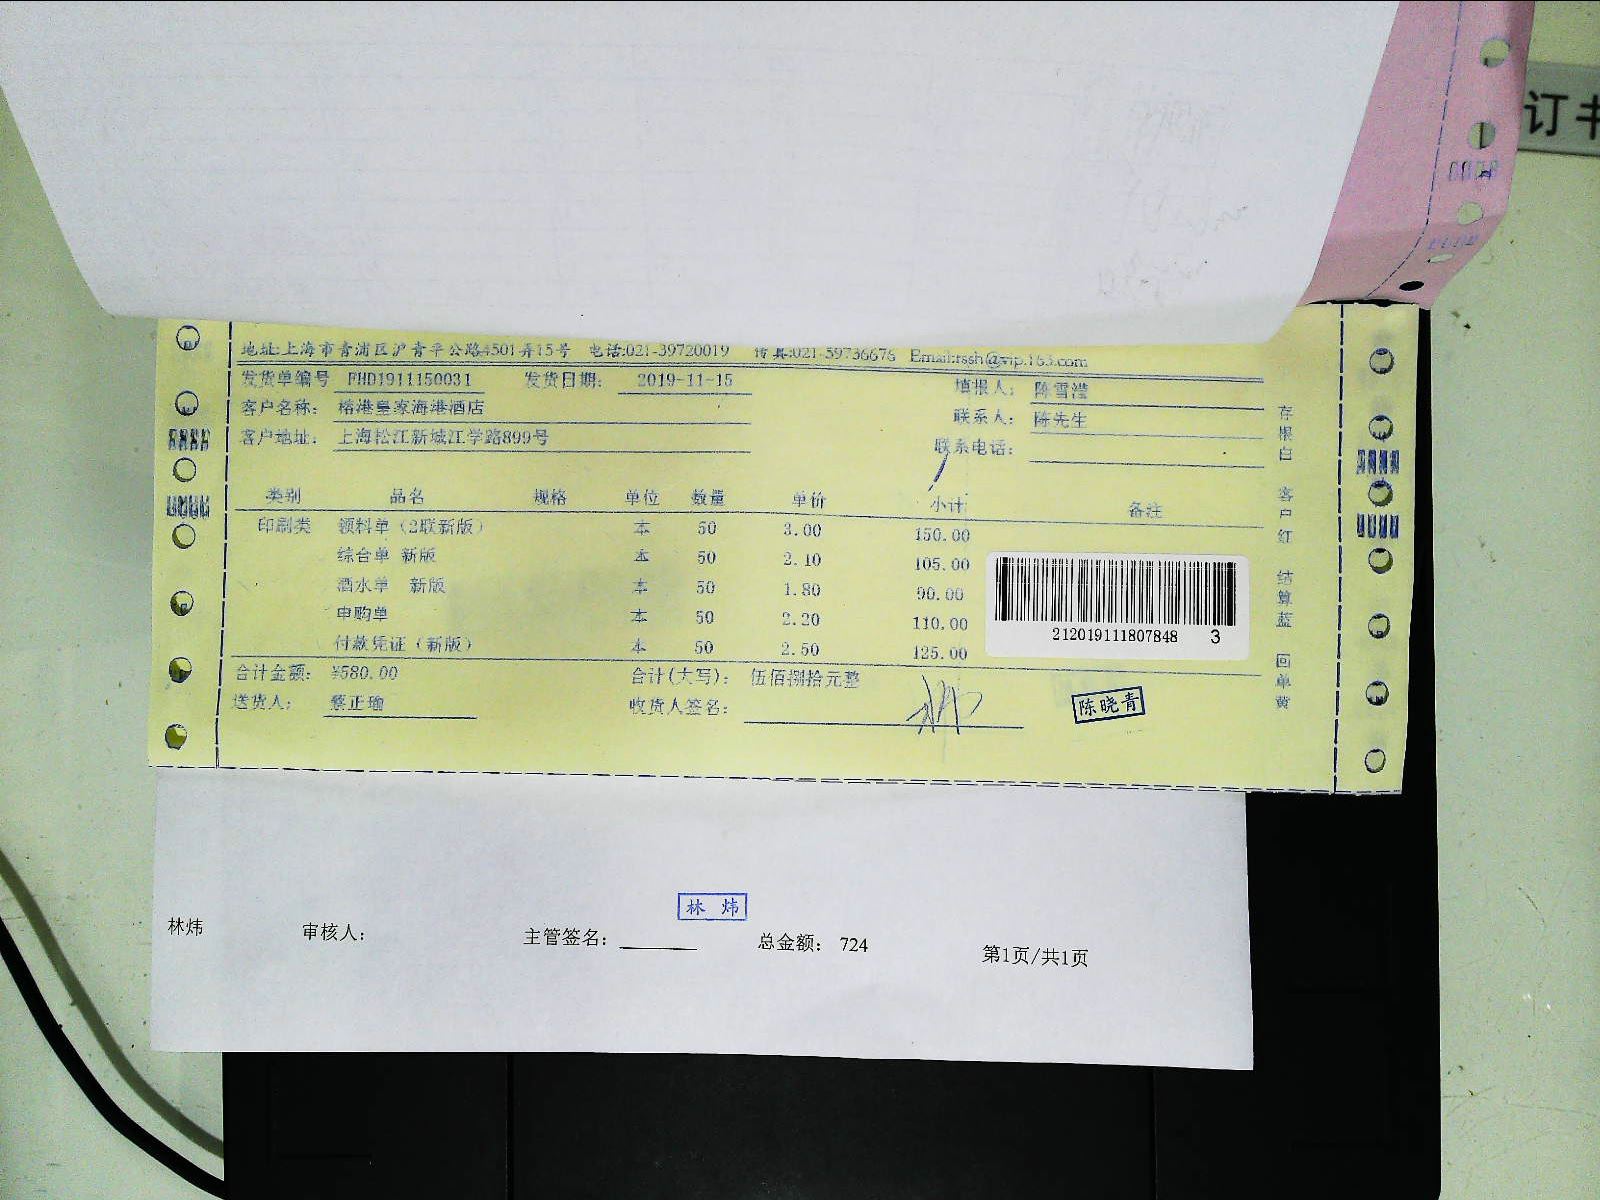 订书
地址:上海市青浦区沪青平公路4501弄15号 电话:021-39720019 传真:021-59736676 Email:rssh@vip.163.com
发货单编号 FHD1911150031 发货日期: 2019-11-15 填报人: 陈雪滢
客户名称: 榕港皇家海港酒店 联系人: 陈先生
客户地址: 上海松江新城江学路899号 联系电话:
类别 品名 规格 单位 数量 单价 小计 备注
印刷类 领料单（2联新版） 本 50 3.00 150.00
综合单 新版 本 50 2.10 105.00
酒水单 新版 本 50 1.80 90.00
申购单 本 50 2.20 110.00
付款凭证（新版） 本 50 2.50 125.00
212019111807848 3
合计金额: ¥580.00 合计(大写): 伍佰捌拾元整
送货人: 蔡正瑜 收货人签名:
陈晓青
存根白 客户红 结算蓝 回单黄
林炜
林炜 审核人: 主管签名: 总金额: 724 第1页/共1页